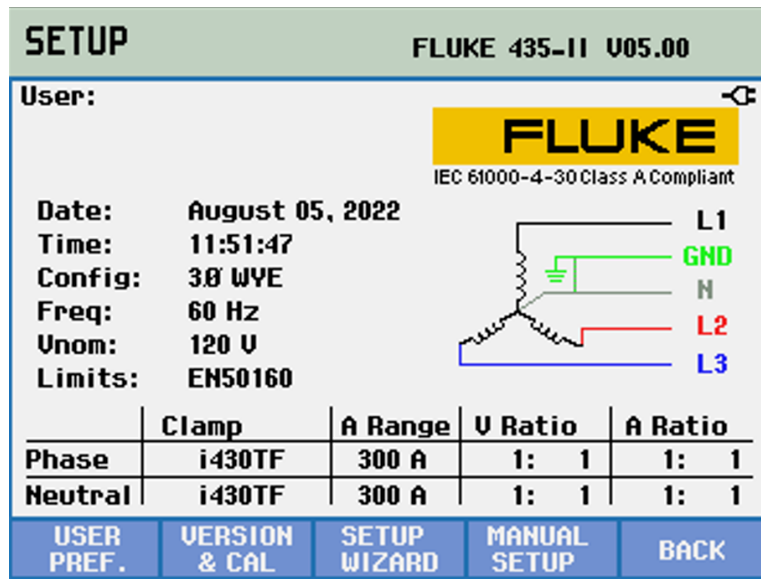 SETUP FLUKE 435-II V05.00
User:
FLUKE
IEC 61000-4-30 Class A Compliant
Date: August 05, 2022
Time: 11:51:47
Config: 3Ø WYE
Freq: 60 Hz
Vnom: 120 V
Limits: EN50160
L1
GND
N
L2
L3
Clamp A Range V Ratio A Ratio
Phase i430TF 300 A 1: 1 1: 1
Neutral i430TF 300 A 1: 1 1: 1
USER PREF. VERSION & CAL SETUP WIZARD MANUAL SETUP BACK